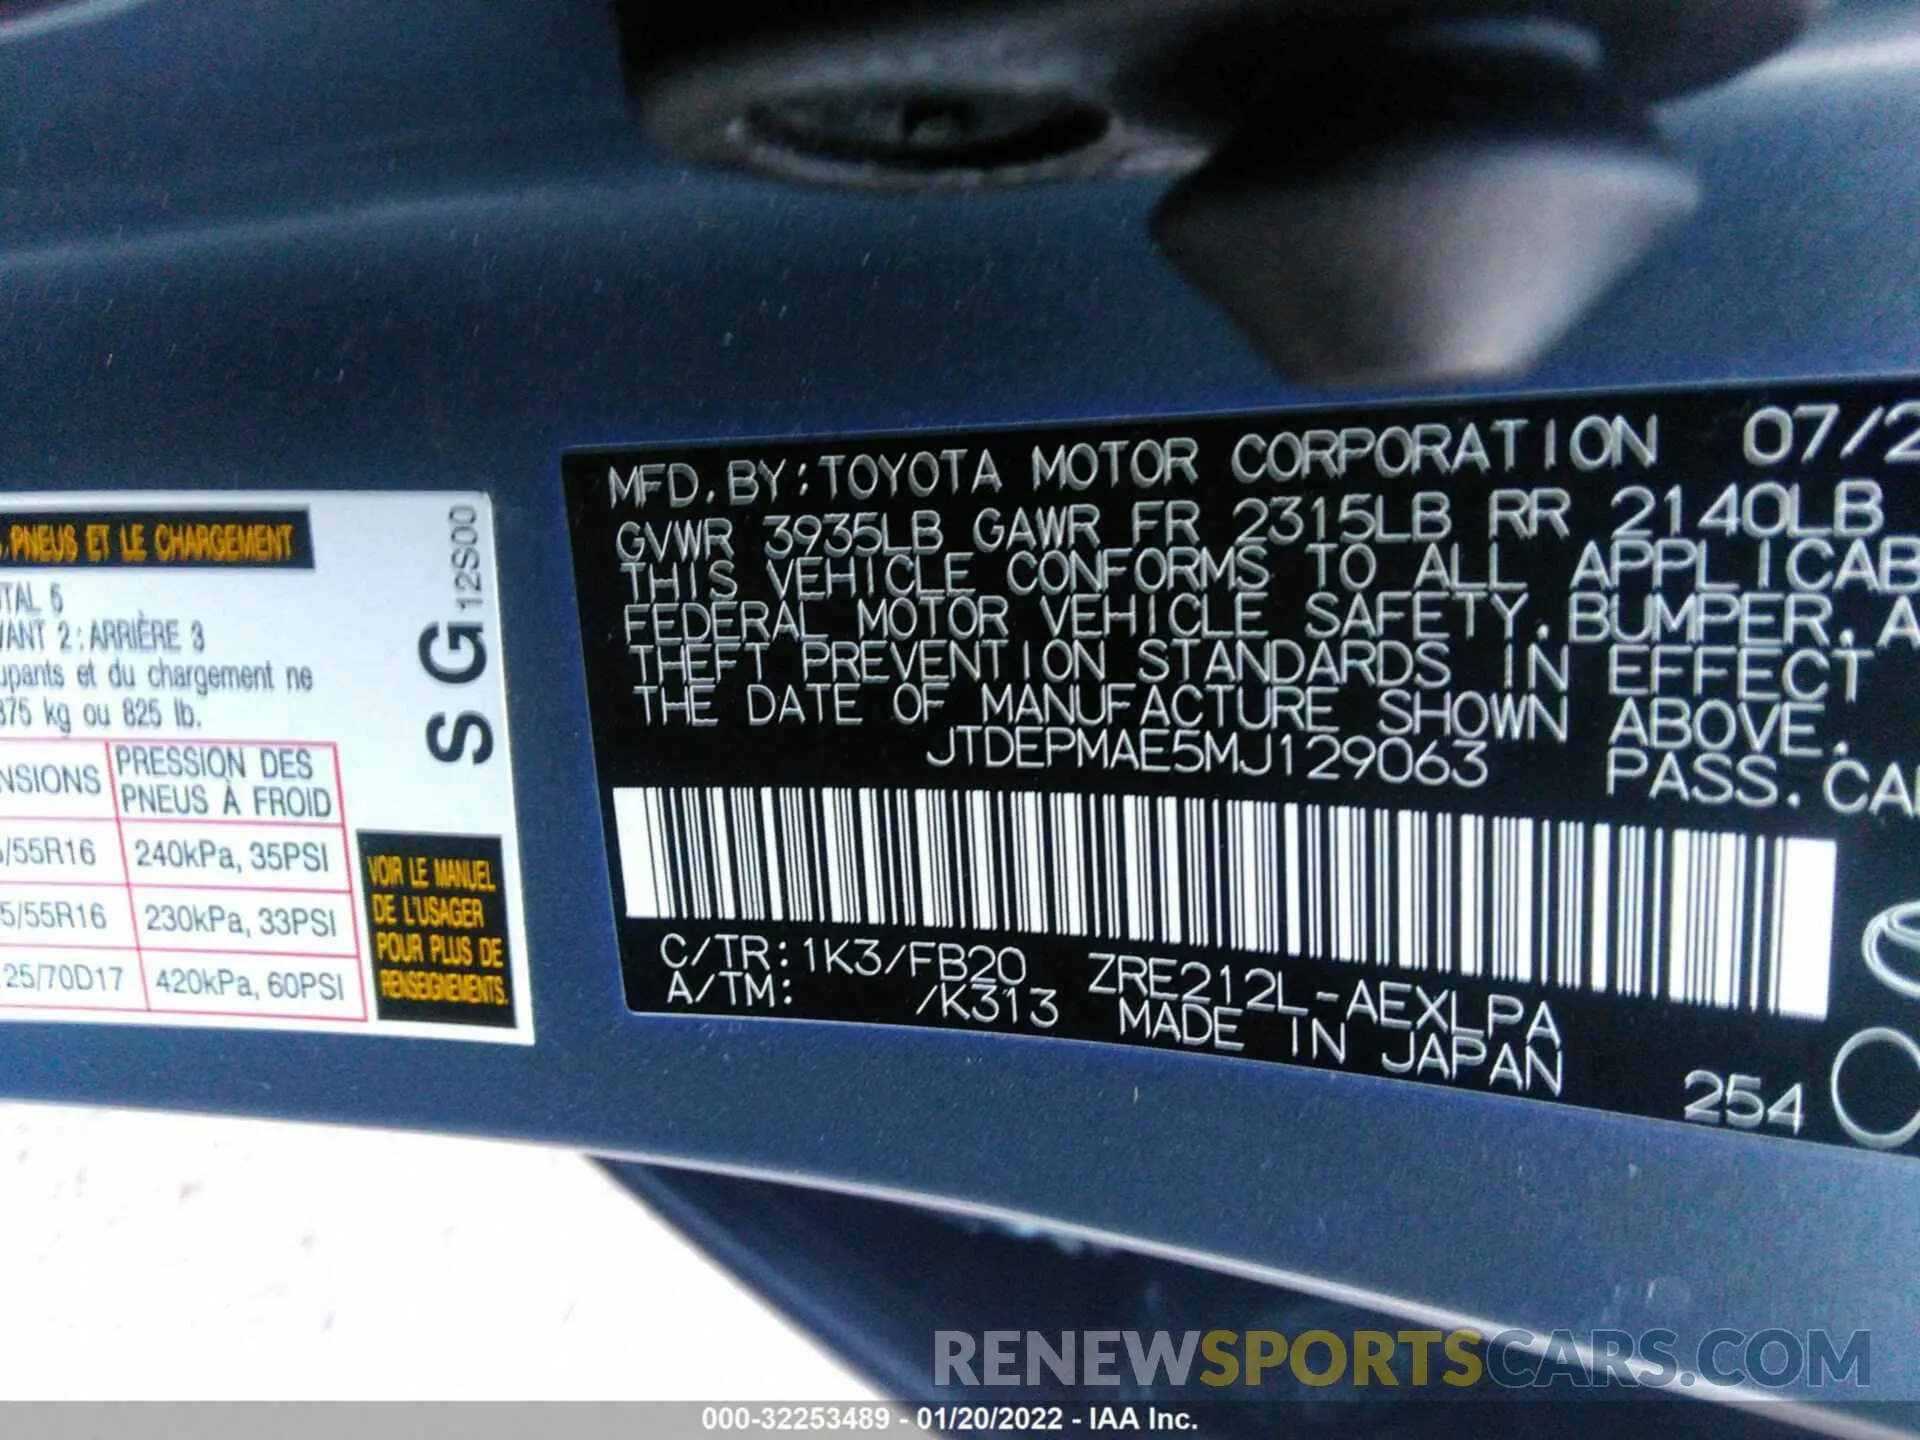 PNEUS ET LE CHARGEMENT
TAL 5
VANT 2 : ARRIÈRE 3
upants et du chargement ne
375 kg ou 825 lb.
NSIONS PRESSION DES
PNEUS À FROID
/55R16 240kPa, 35PSI
5/55R16 230kPa, 33PSI
125/70D17 420kPa, 60PSI
S G 12S00
VOIR LE MANUEL
DE L'USAGER
POUR PLUS DE
RENSEIGNEMENTS.
MFD. BY: TOYOTA MOTOR CORPORATION 07/2
GVWR 3935LB GAWR FR 2315LB RR 2140LB
THIS VEHICLE CONFORMS TO ALL APPLICAB
FEDERAL MOTOR VEHICLE SAFETY, BUMPER, A
THEFT PREVENTION STANDARDS IN EFFECT
THE DATE OF MANUFACTURE SHOWN ABOVE.
JTDEPMAE5MJ129063 PASS. CAR
C/TR: 1K3/FB20 ZRE212L-AEXLPA
A/TM: /K313 MADE IN JAPAN
254
RENEWSPORTSCARS.COM
000-32253489 - 01/20/2022 - IAA Inc.